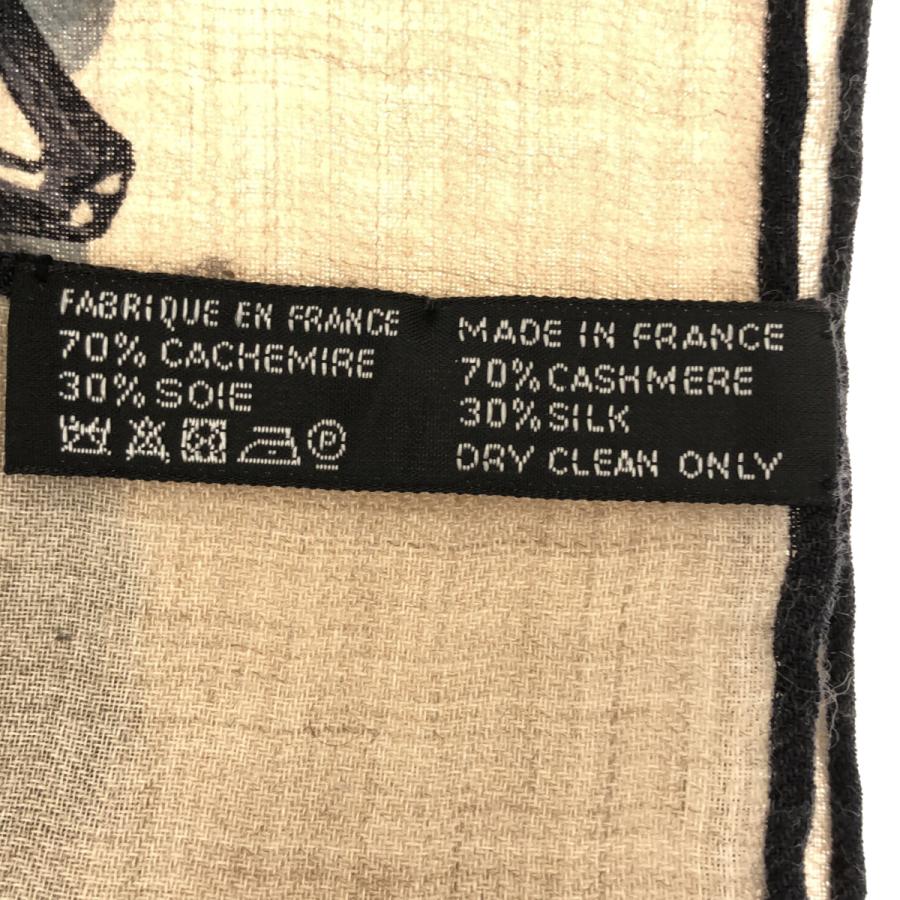 FABRIQUE EN FRANCE
70% CACHEMIRE
30% SOIE
P
MADE IN FRANCE
70% CASHMERE
30% SILK
DRY CLEAN ONLY